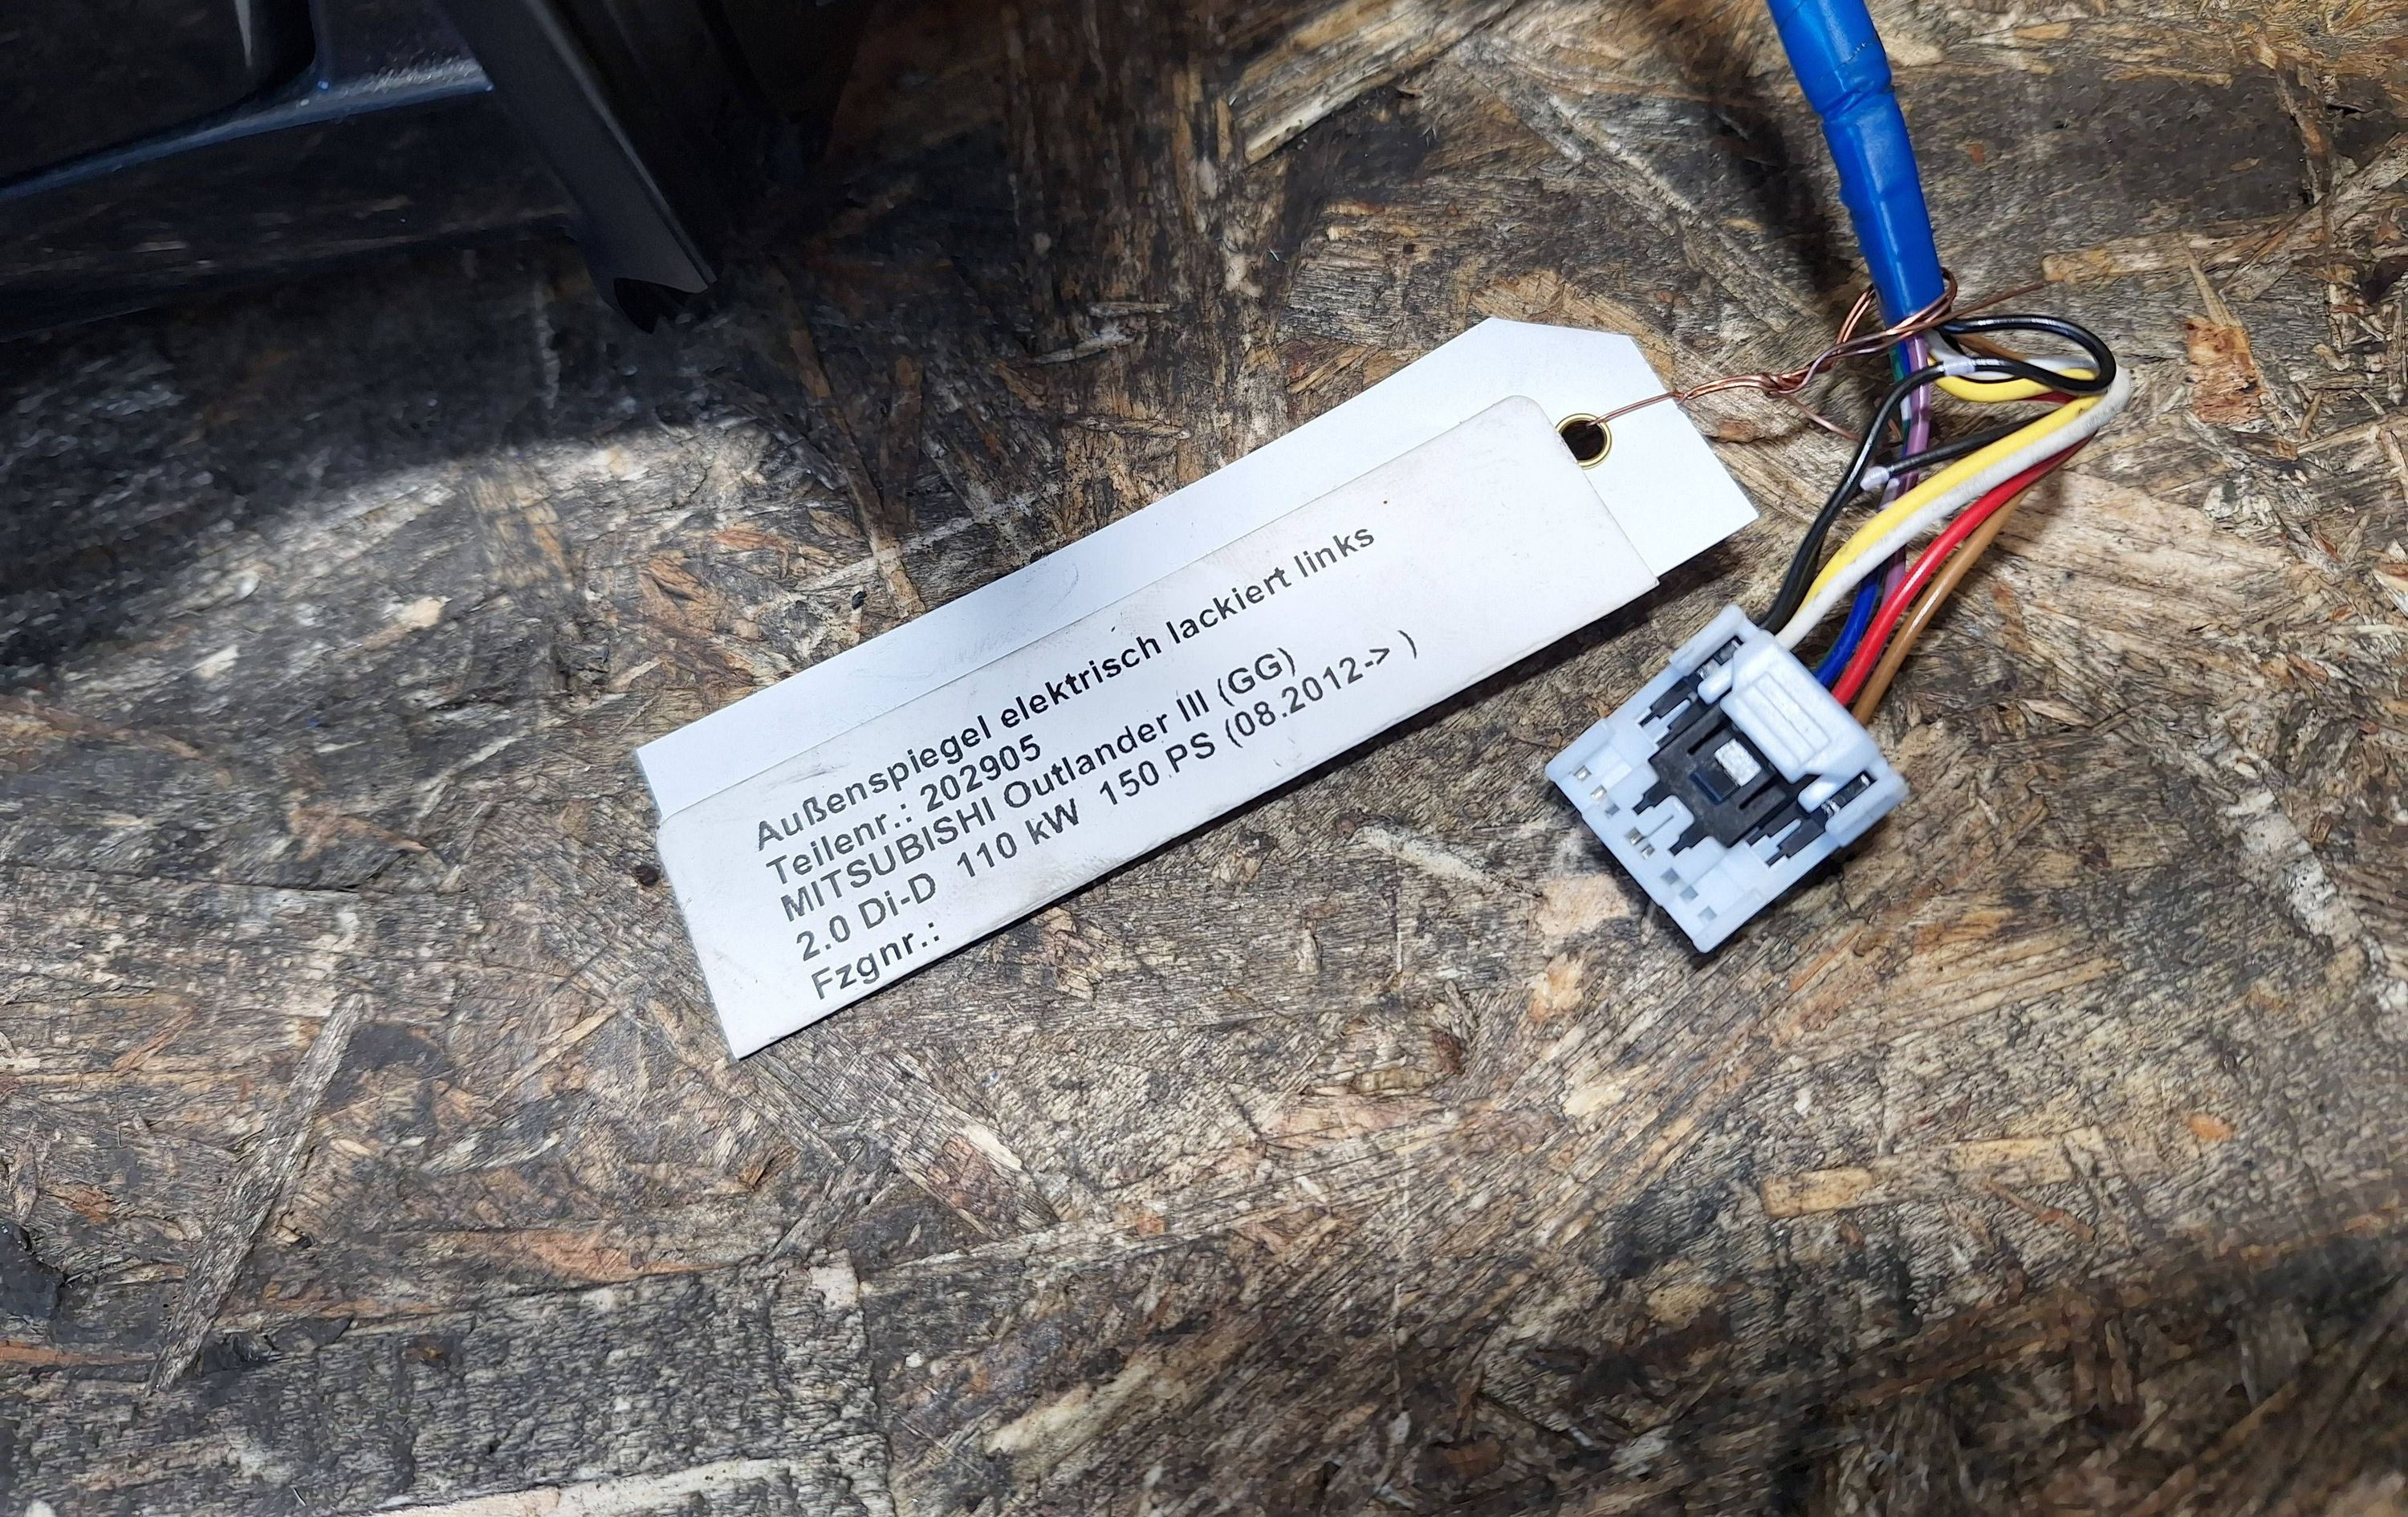 Außenspiegel elektrisch lackiert links
Teilenr.: 202905
MITSUBISHI Outlander III (GG)
2.0 Di-D 110 kW 150 PS (08.2012-> )
Fzgnr.: